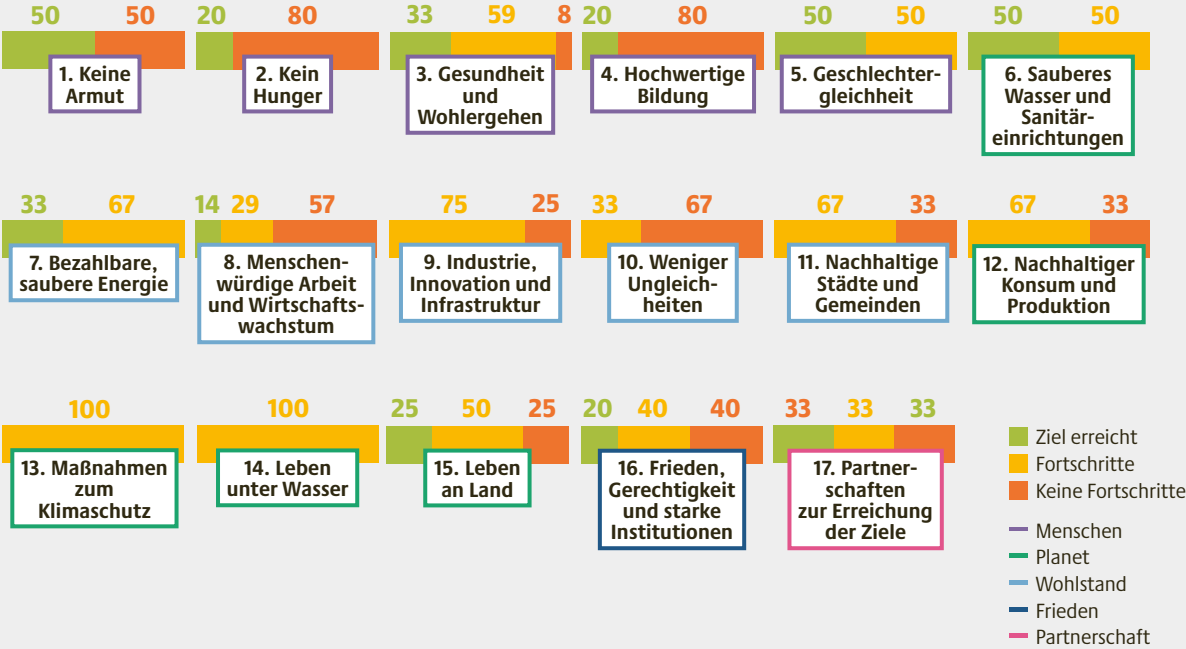 50 50
1. Keine
Armut
20 80
2. Kein
Hunger
33 59 8
3. Gesundheit
und
Wohlergehen
20 80
4. Hochwertige
Bildung
50 50
5. Geschlechter-
gleichheit
50 50
6. Sauberes
Wasser und
Sanitär-
einrichtungen
33 67
7. Bezahlbare,
saubere Energie
14 29 57
8. Menschen-
würdige Arbeit
und Wirtschafts-
wachstum
75 25
9. Industrie,
Innovation und
Infrastruktur
33 67
10. Weniger
Ungleich-
heiten
67 33
11. Nachhaltige
Städte und
Gemeinden
67 33
12. Nachhaltiger
Konsum und
Produktion
100
13. Maßnahmen
zum
Klimaschutz
100
14. Leben
unter Wasser
25 50 25
15. Leben
an Land
20 40 40
16. Frieden,
Gerechtigkeit
und starke
Institutionen
33 33 33
17. Partner-
schaften
zur Erreichung
der Ziele
Ziel erreicht
Fortschritte
Keine Fortschritte
Menschen
Planet
Wohlstand
Frieden
Partnerschaft